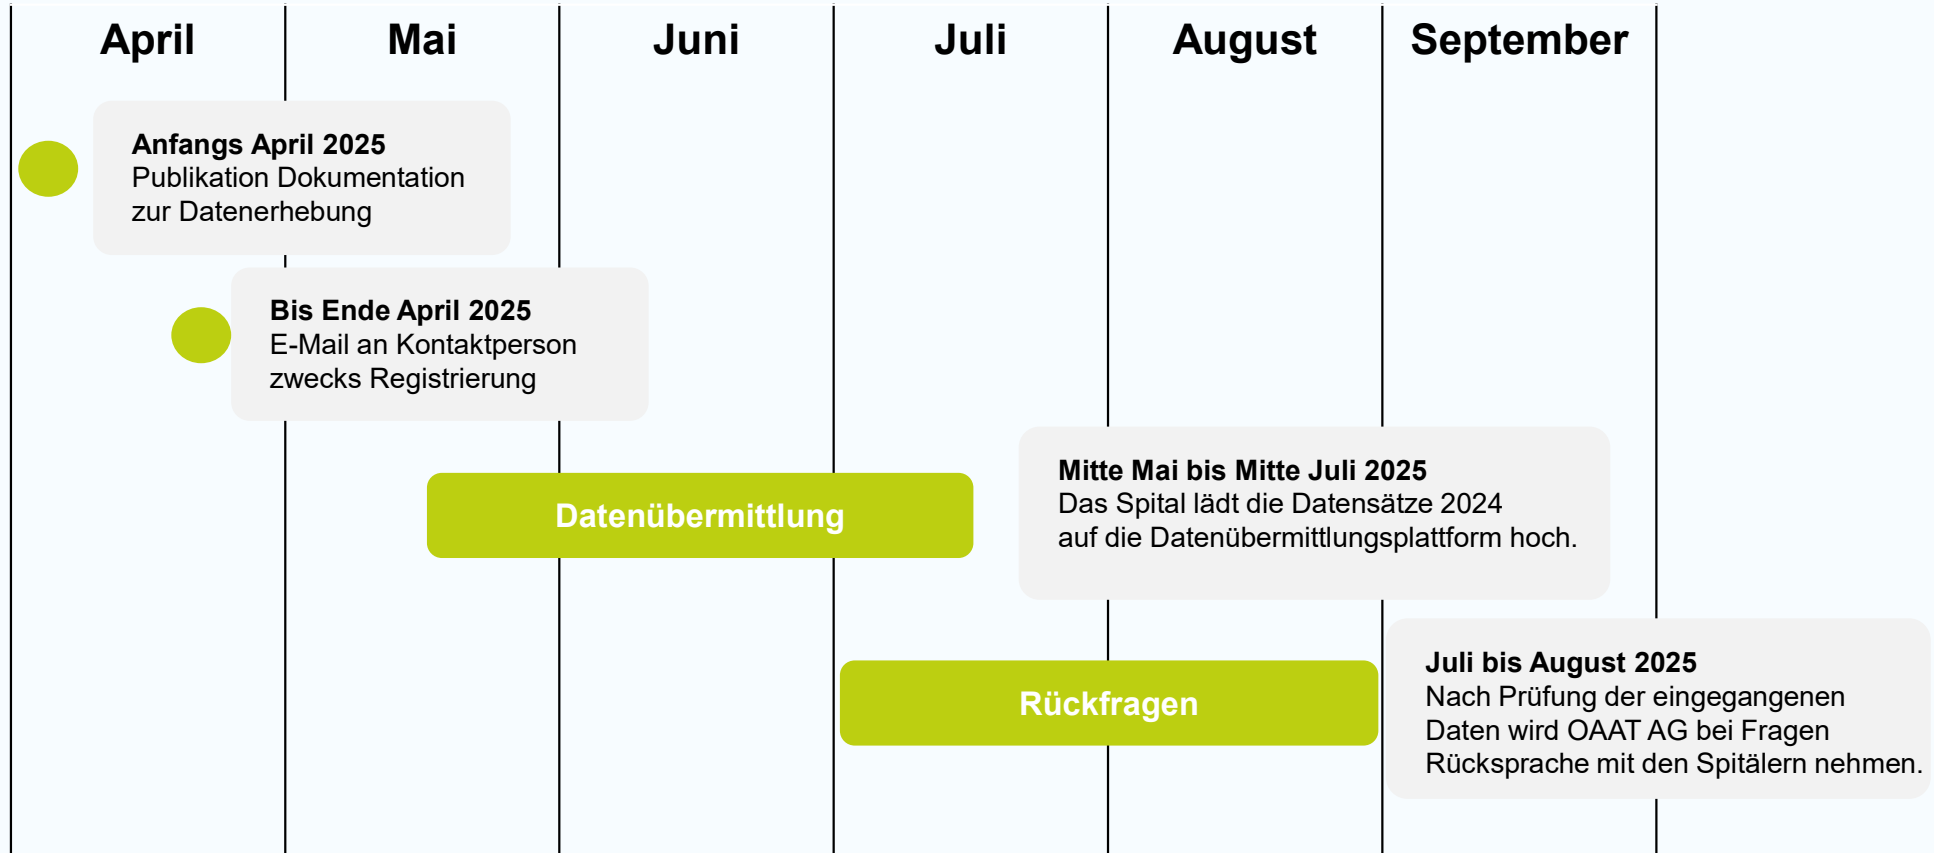 April
Mai
Juni
Juli
August
September
Anfangs April 2025
Publikation Dokumentation
zur Datenerhebung
Bis Ende April 2025
E-Mail an Kontaktperson
zwecks Registrierung
Datenübermittlung
Mitte Mai bis Mitte Juli 2025
Das Spital lädt die Datensätze 2024
auf die Datenübermittlungsplattform hoch.
Rückfragen
Juli bis August 2025
Nach Prüfung der eingegangenen
Daten wird OAAT AG bei Fragen
Rücksprache mit den Spitälern nehmen.